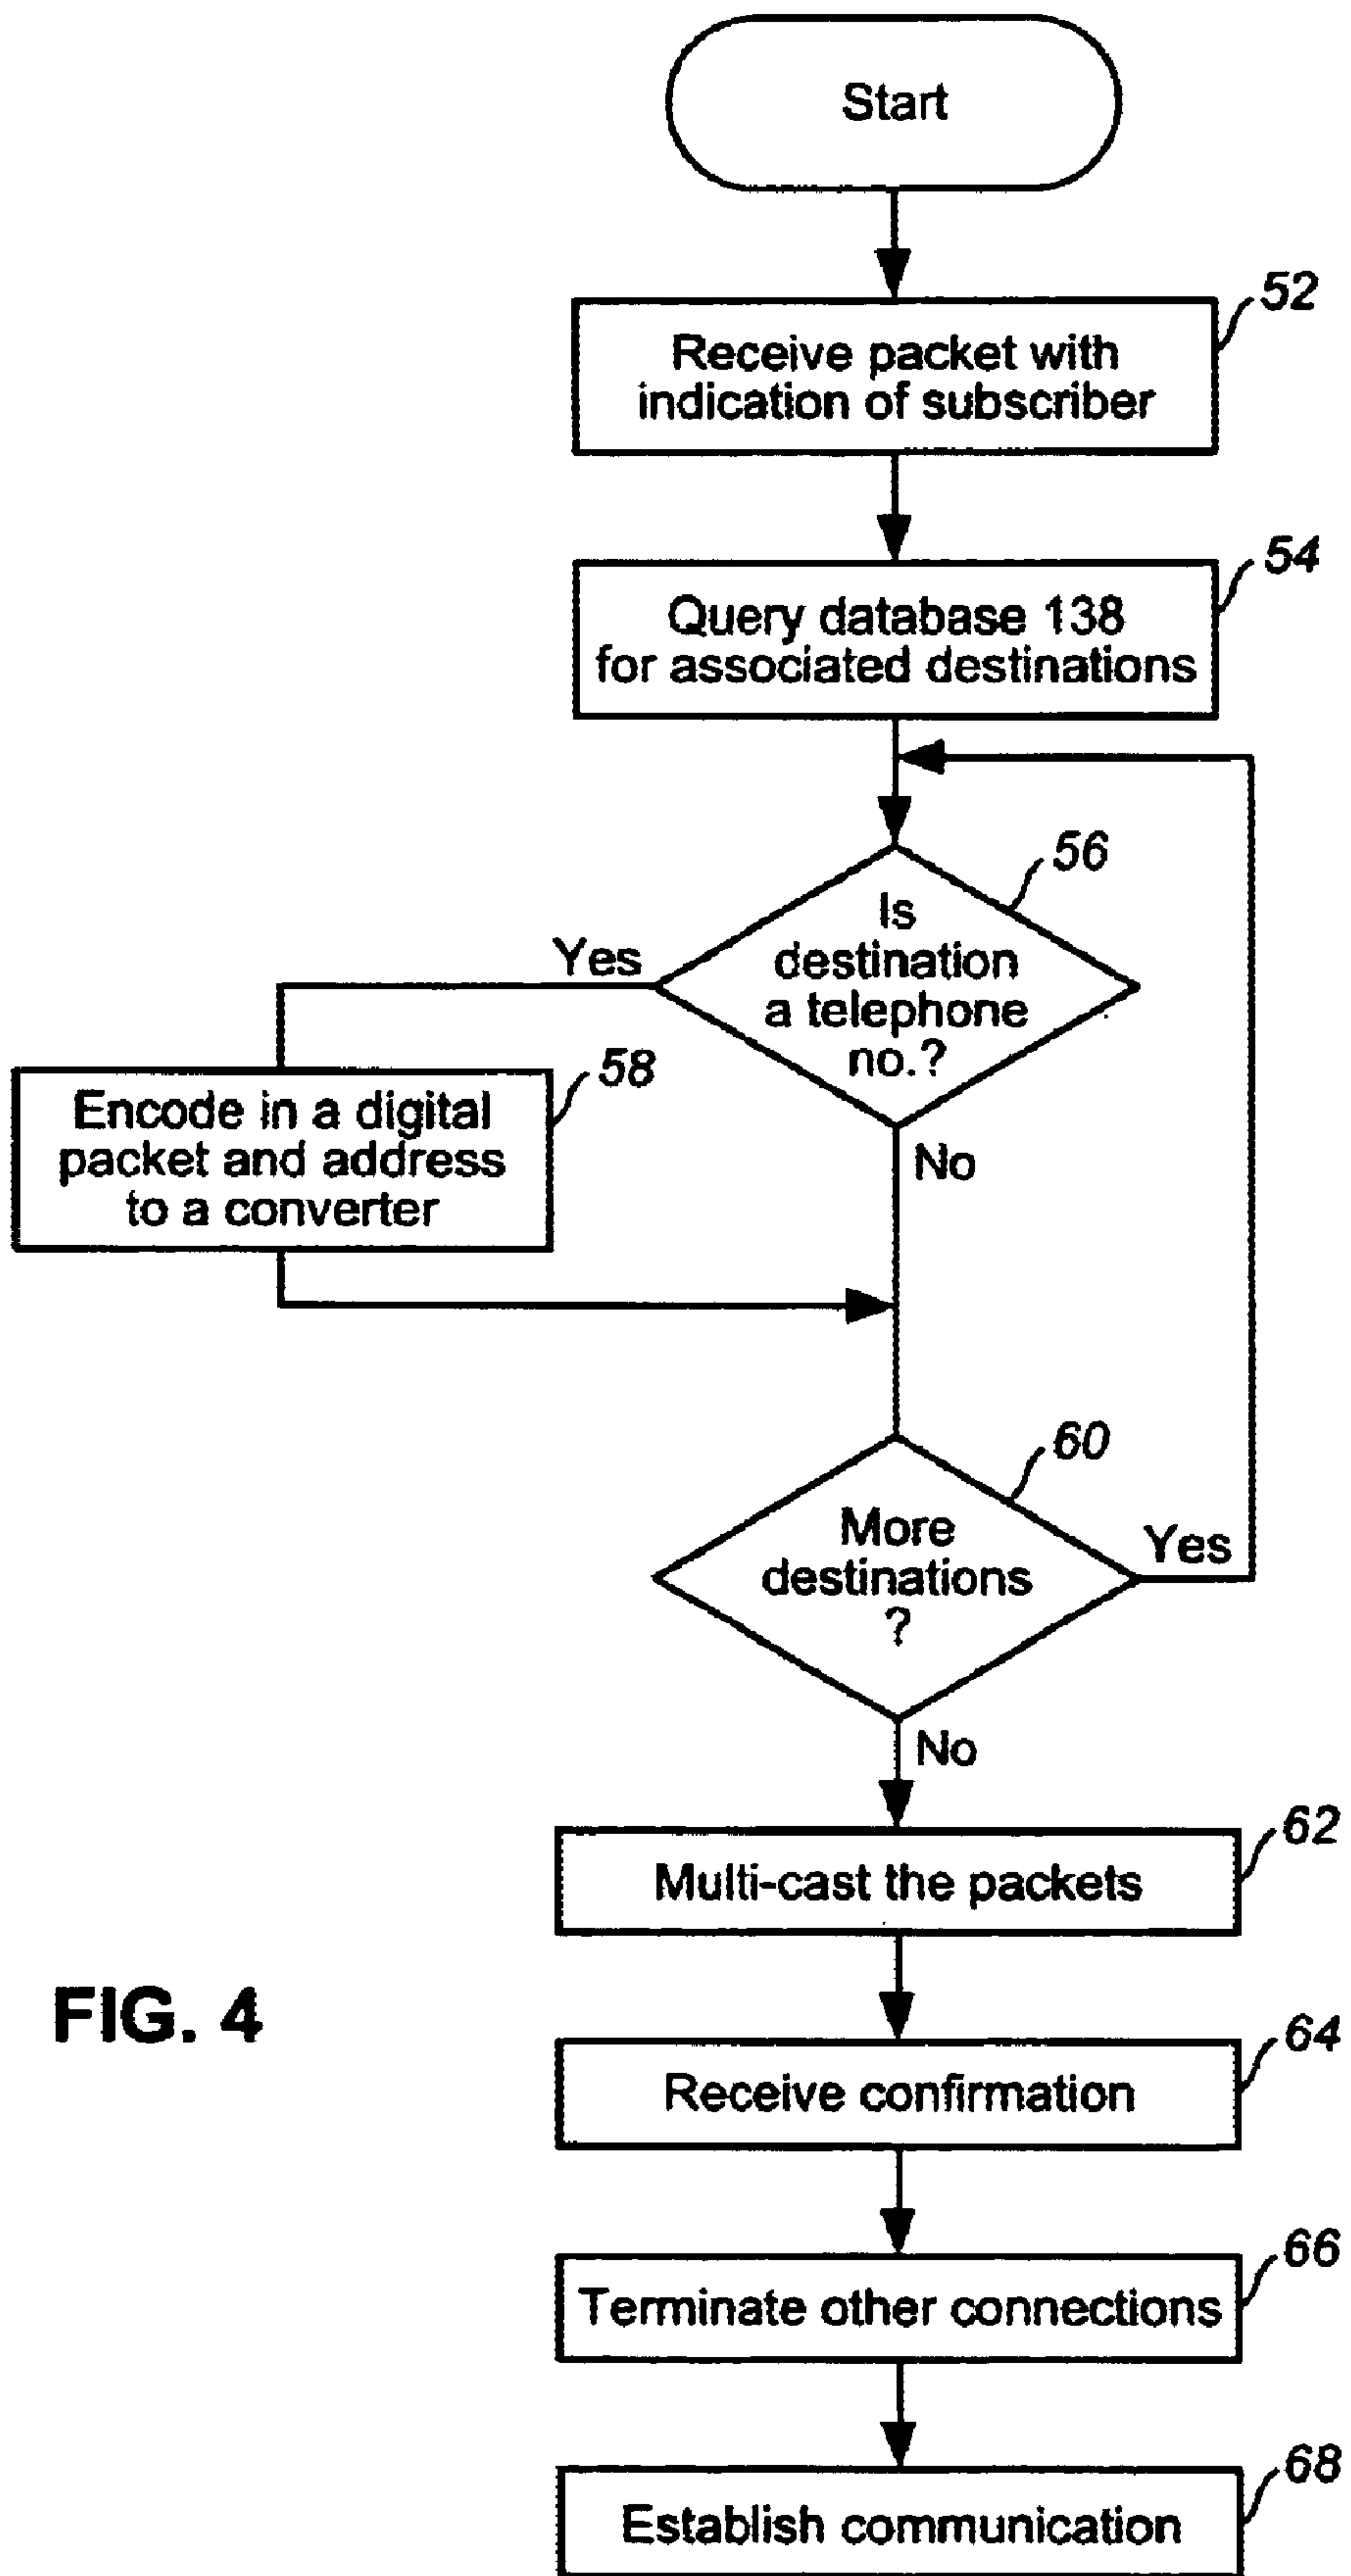 Start
52
Receive packet with
indication of subscriber
54
Query database 138
for associated destinations
56
Is
destination
a telephone
no.?
Yes
No
58
Encode in a digital
packet and address
to a converter
60
More
destinations
?
Yes
No
62
Multi-cast the packets
FIG. 4
64
Receive confirmation
66
Terminate other connections
68
Establish communication